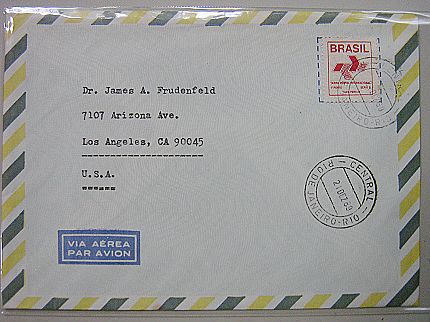 BRASIL
Dr. James A. Frudenfeld
7107 Arizona Ave.
Los Angeles, CA 90045
U.S.A.
CENTRAL
RIO DE JANEIRO-RIO
VIA AÉREA
PAR AVION